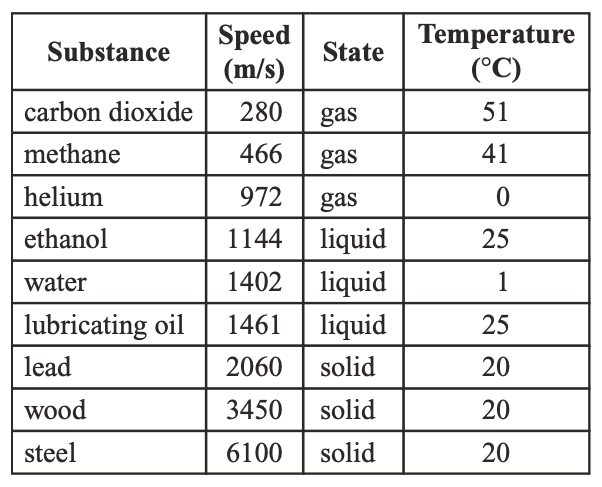 Substance Speed (m/s) State Temperature (°C)
carbon dioxide 280 gas 51
methane 466 gas 41
helium 972 gas 0
ethanol 1144 liquid 25
water 1402 liquid 1
lubricating oil 1461 liquid 25
lead 2060 solid 20
wood 3450 solid 20
steel 6100 solid 20